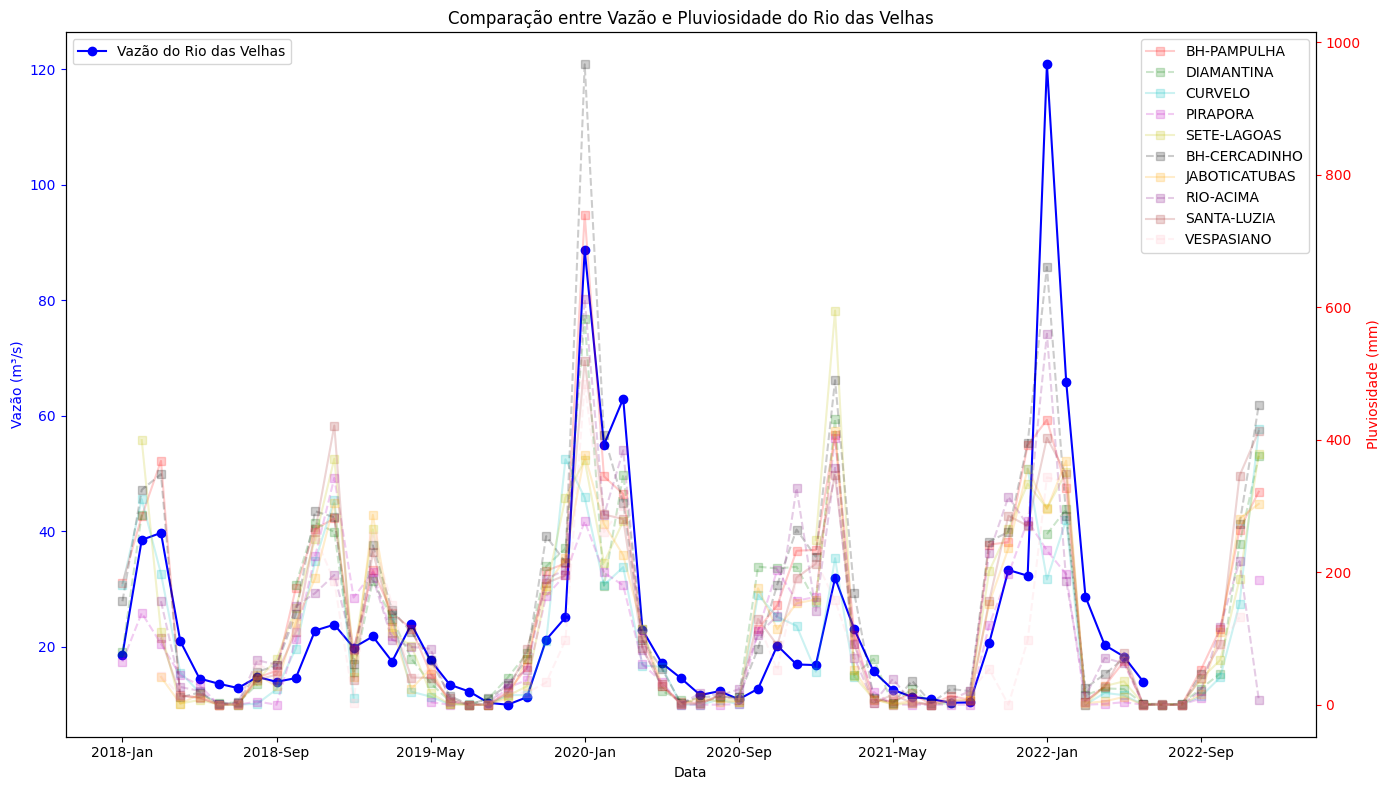 Comparação entre Vazão e Pluviosidade do Rio das Velhas
Vazão do Rio das Velhas
BH-PAMPULHA
DIAMANTINA
CURVELO
PIRAPORA
SETE-LAGOAS
BH-CERCADINHO
JABOTICATUBAS
RIO-ACIMA
SANTA-LUZIA
VESPASIANO
Vazão (m³/s)
120
100
80
60
40
20
1000
800
600
400
200
0
Pluviosidade (mm)
2018-Jan
2018-Sep
2019-May
2020-Jan
2020-Sep
2021-May
2022-Jan
2022-Sep
Data